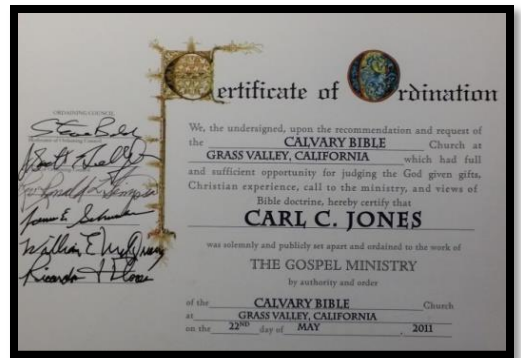 Certificate of Ordination
ORDAINING COUNCIL
We, the undersigned, upon the recommendation and request of
the CALVARY BIBLE Church at
GRASS VALLEY, CALIFORNIA which had full
and sufficient opportunity for judging the God given gifts,
Christian experience, call to the ministry, and views of
Bible doctrine, hereby certify that
CARL C. JONES
was solemnly and publicly set apart and ordained to the work of
THE GOSPEL MINISTRY
by authority and order
of the CALVARY BIBLE Church
at GRASS VALLEY, CALIFORNIA
on the 22ND day of MAY, 2011